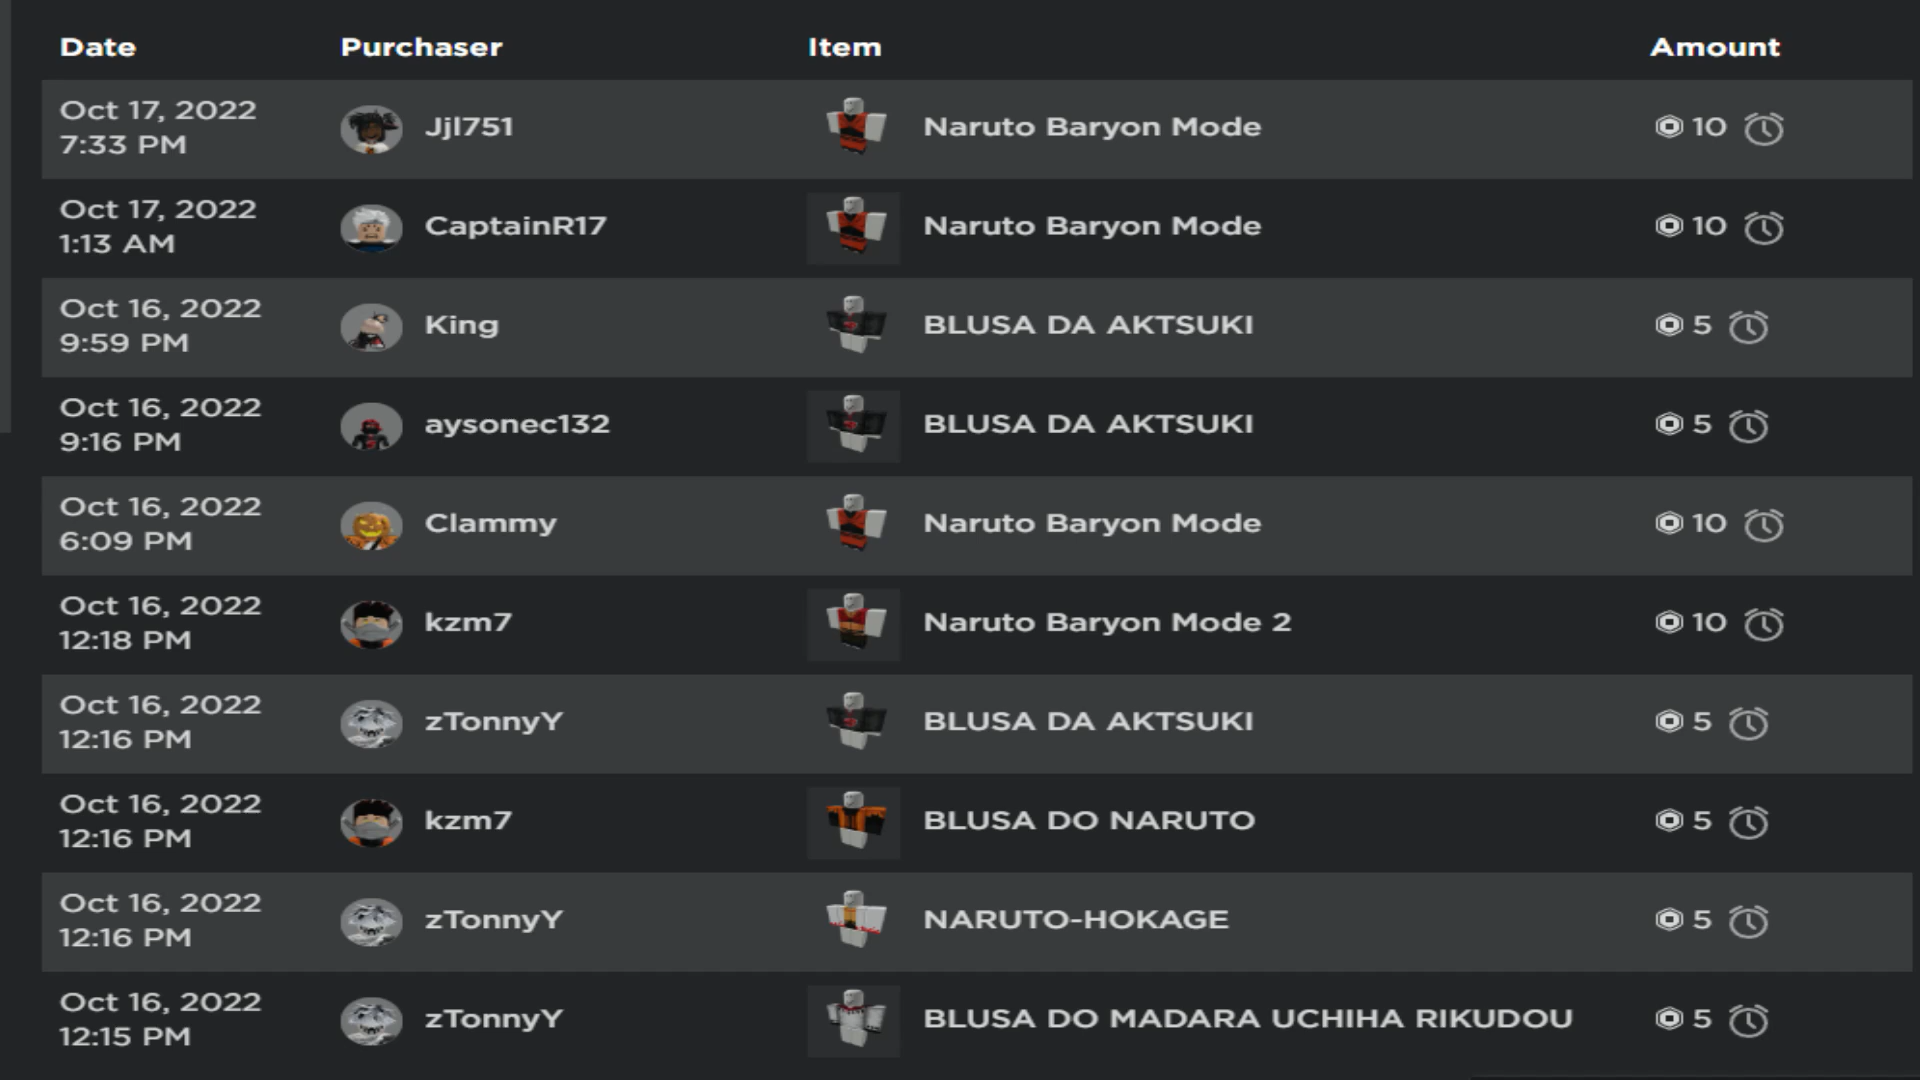 Date Purchaser Item Amount
Oct 17, 2022
7:33 PM
Jjl751 Naruto Baryon Mode 10
Oct 17, 2022
1:13 AM
CaptainR17 Naruto Baryon Mode 10
Oct 16, 2022
9:59 PM
King BLUSA DA AKTSUKI 5
Oct 16, 2022
9:16 PM
aysonec132 BLUSA DA AKTSUKI 5
Oct 16, 2022
6:09 PM
Clammy Naruto Baryon Mode 10
Oct 16, 2022
12:18 PM
kzm7 Naruto Baryon Mode 2 10
Oct 16, 2022
12:16 PM
zTonnyY BLUSA DA AKTSUKI 5
Oct 16, 2022
12:16 PM
kzm7 BLUSA DO NARUTO 5
Oct 16, 2022
12:16 PM
zTonnyY NARUTO-HOKAGE 5
Oct 16, 2022
12:15 PM
zTonnyY BLUSA DO MADARA UCHIHA RIKUDOU 5